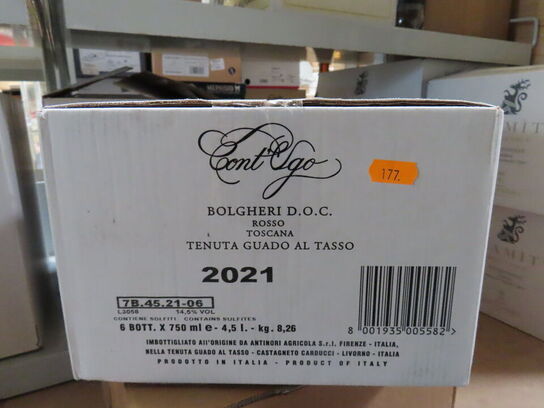 Cont'Ugo
177.
BOLGHERI D.O.C.
ROSSO
TOSCANA
TENUTA GUADO AL TASSO
2021
7B.45.21-06
L3058 14,5% VOL
CONTIENE SOLFITI CONTAINS SULFITES
6 BOTT. X 750 ml e - 4,5 l. - kg. 8,26
8 001935 005582 >
IMBOTTIGLIATO All'ORIGINE DA ANTINORI AGRICOLA S.r.l. FIRENZE - ITALIA,
NELLA TENUTA GUADO AL TASSO - CASTAGNETO CARDUCCI - LIVORNO - ITALIA
PRODOTTO IN ITALIA - PRODUCT OF ITALY